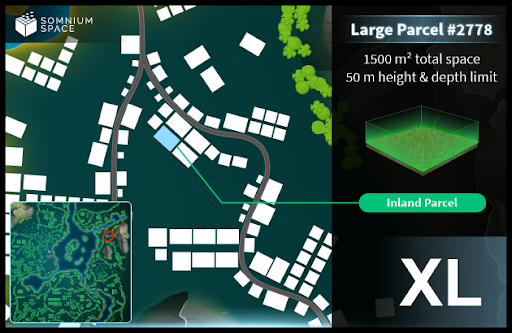 SOMNIUM
SPACE
Large Parcel #2778
1500 m² total space
50 m height & depth limit
Inland Parcel
XL